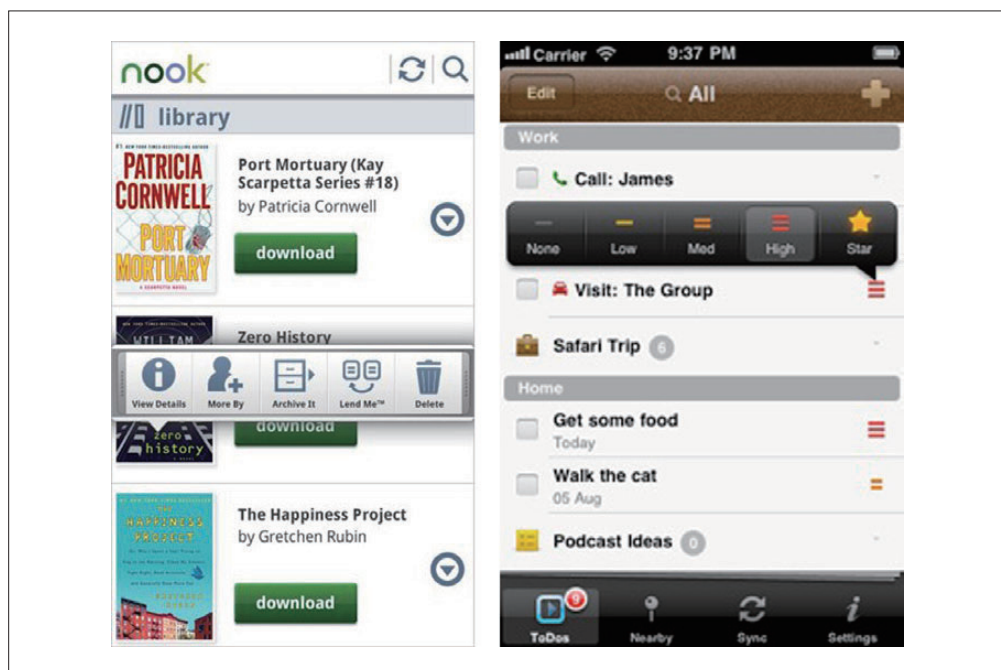 nook
library
#1 NEW YORK TIMES-BESTSELLING AUTHOR
PATRICIA
CORNWELL
PORT
MORTUARY
A SCARPETTA NOVEL
Port Mortuary (Kay
Scarpetta Series #18)
by Patricia Cornwell
download
WILLIAM
Zero History
View Details
More By
Archive It
Lend Me™
Delete
zero
history
download
THE
HAPPINESS
PROJECT
The Happiness Project
by Gretchen Rubin
download
Carrier
9:37 PM
Edit
All
Work
Call: James
None
Low
Med
High
Star
Visit: The Group
Safari Trip 6
Home
Get some food
Today
Walk the cat
05 Aug
Podcast Ideas 0
9
ToDos
Nearby
Sync
Settings